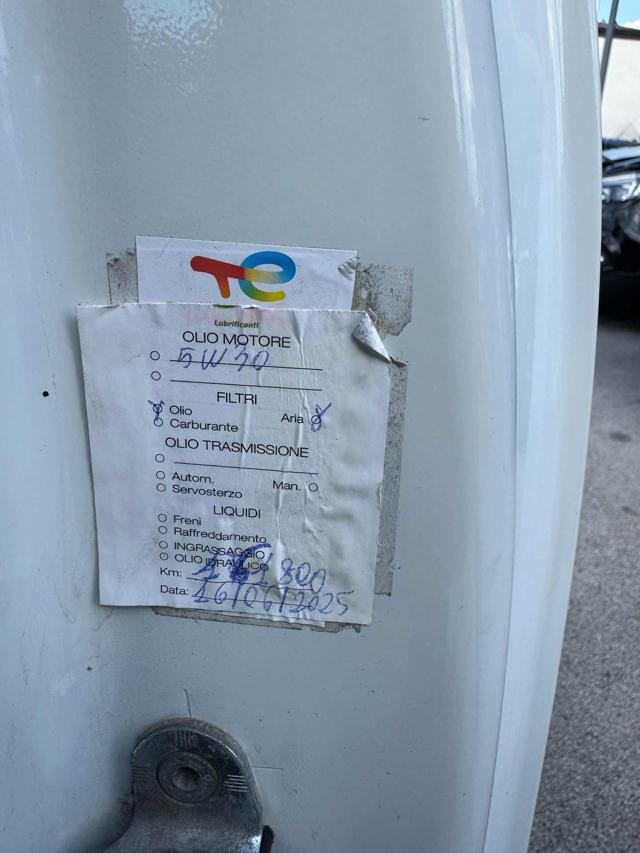 TE
Lubrificanti
OLIO MOTORE
5W30
FILTRI
Olio Aria
Carburante
OLIO TRASMISSIONE
Autom. Man.
Servosterzo
LIQUIDI
Freni
Raffreddamento
INGRASSAGGIO
OLIO IDRAULICO
Km:
Data: 16/06/2025